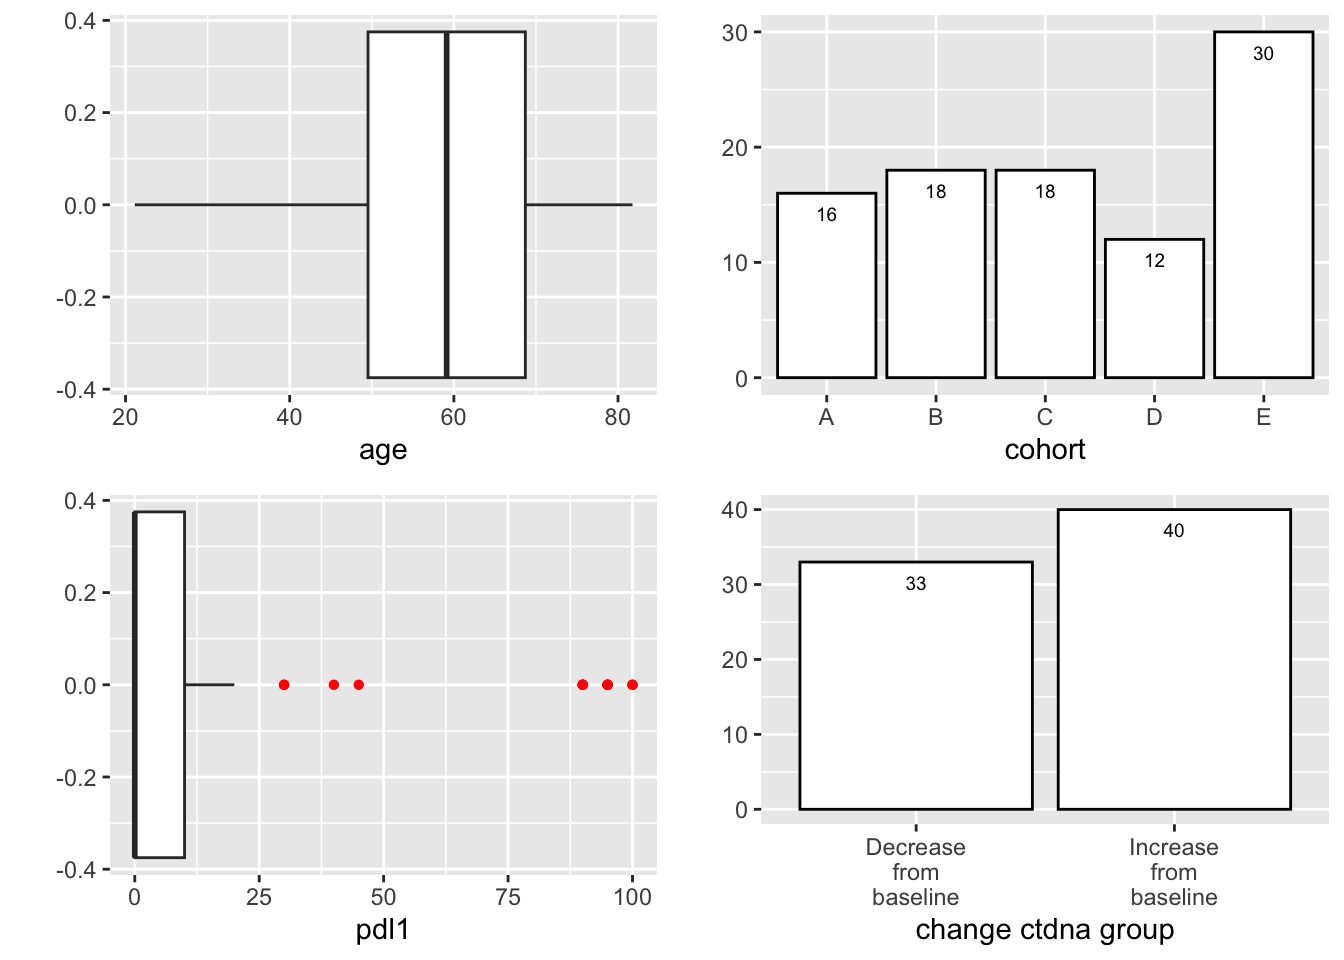 0.4
0.2
0.0
-0.2
-0.4
20 40 60 80
age
30
20
10
0
16 18 18 12 30
A B C D E
cohort
0.4
0.2
0.0
-0.2
-0.4
0 25 50 75 100
pdl1
40
30
20
10
0
33 40
Decrease
from
baseline
Increase
from
baseline
change ctdna group